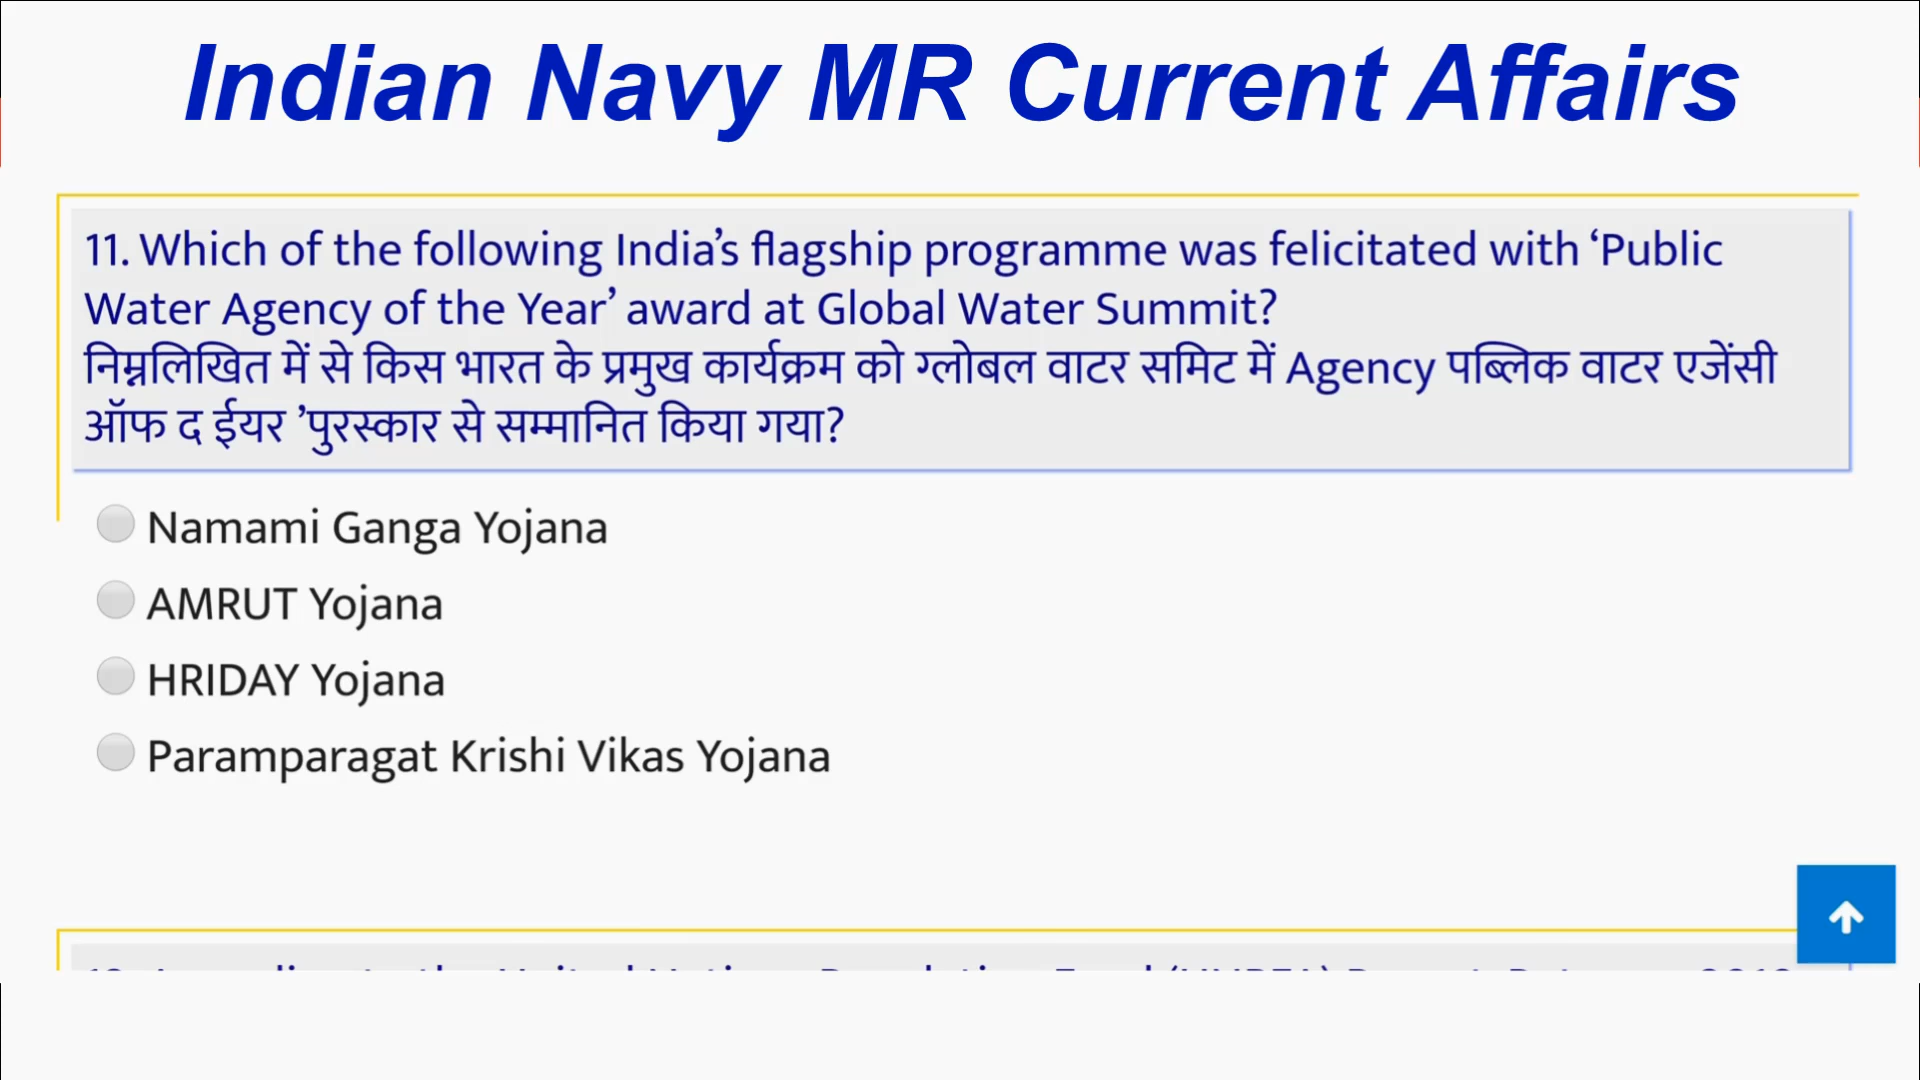 Indian Navy MR Current Affairs
11. Which of the following India’s flagship programme was felicitated with ‘Public
Water Agency of the Year’ award at Global Water Summit?
निम्नलिखित में से किस भारत के प्रमुख कार्यक्रम को ग्लोबल वाटर समिट में Agency पब्लिक वाटर एजेंसी
ऑफ द ईयर ’पुरस्कार से सम्मानित किया गया?
Namami Ganga Yojana
AMRUT Yojana
HRIDAY Yojana
Paramparagat Krishi Vikas Yojana